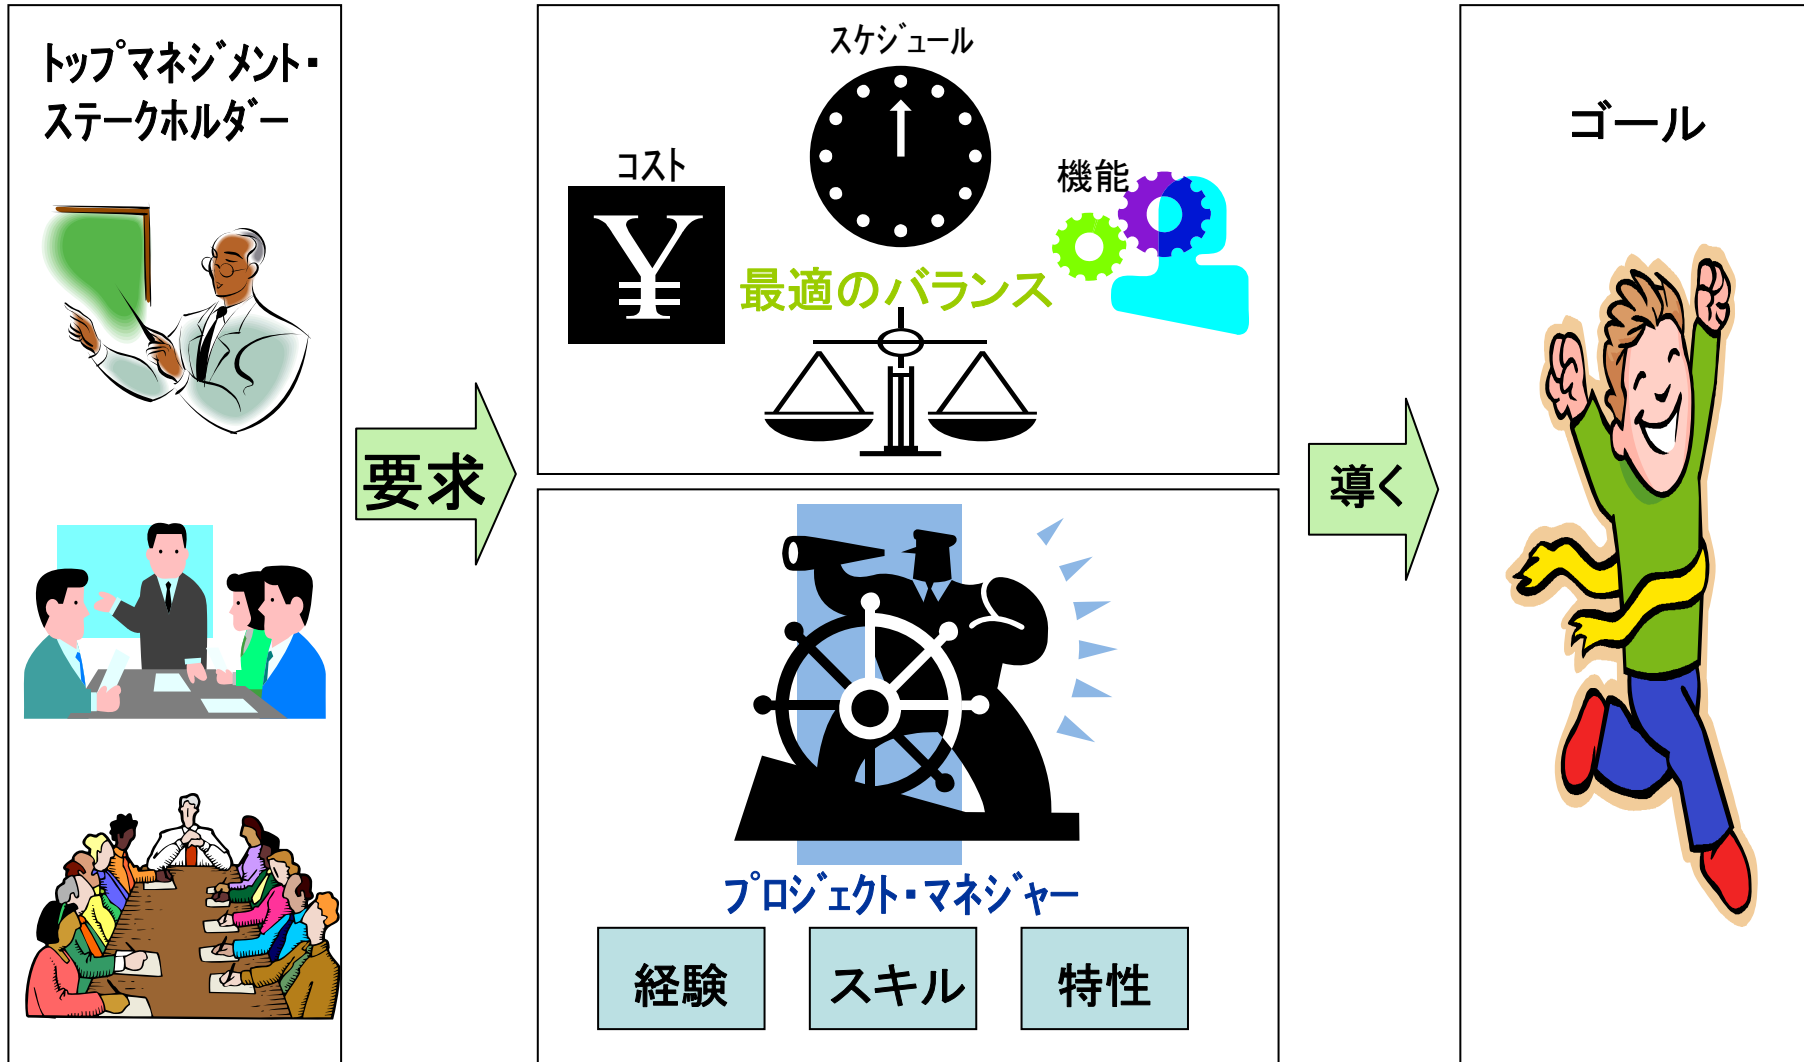 トップマネジメント・
ステークホルダー
要求
スケジュール
コスト
機能
¥
最適のバランス
プロジェクト・マネジャー
経験
スキル
特性
導く
ゴール